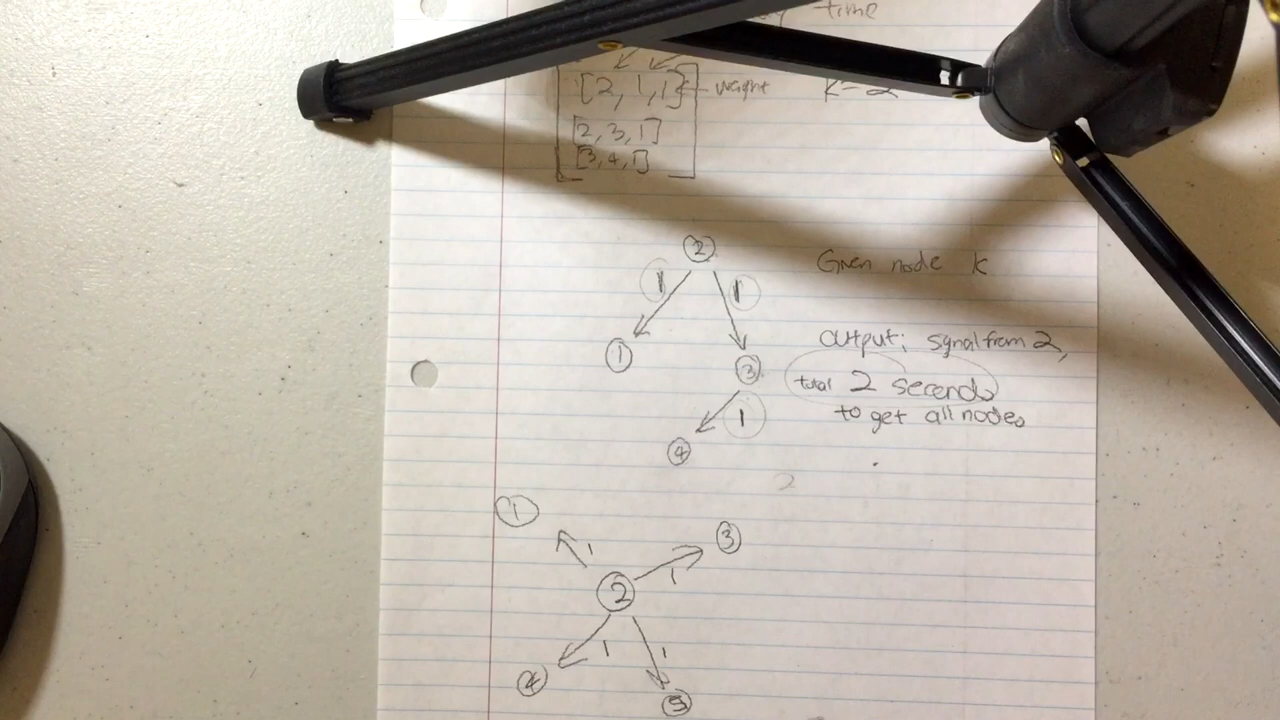 time
[2, 1, 1] weight K=2
[2, 3, 1]
[3, 4, 1]
2
Given node K
1 1
output: signal from 2,
1
3
total 2 seconds
1
to get all nodes
4
2
1
3
1
1
2
1 1
4
5